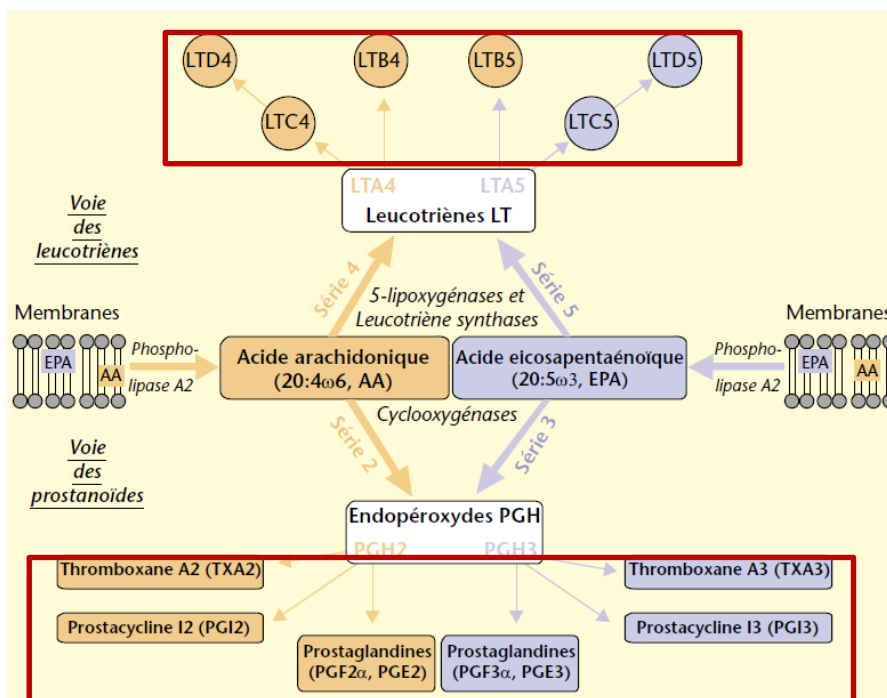 LTD4
LTB4
LTB5
LTD5
LTC4
LTC5
LTA4
LTA5
Leucotriènes LT
Voie
des
leucotriènes
Série 4
5-lipoxygénases et
Leucotriène synthases
Série 5
Membranes
EPA
AA
Phospho-
lipase A2
Acide arachidonique
(20:4ω6, AA)
Acide eicosapentaénoïque
(20:5ω3, EPA)
Phospho-
lipase A2
Membranes
EPA
AA
Voie
des
prostanoïdes
Série 2
Cyclooxygénases
Série 3
Endopéroxydes PGH
PGH2
PGH3
Thromboxane A2 (TXA2)
Thromboxane A3 (TXA3)
Prostacycline I2 (PGI2)
Prostacycline I3 (PGI3)
Prostaglandines
(PGF2α, PGE2)
Prostaglandines
(PGF3α, PGE3)